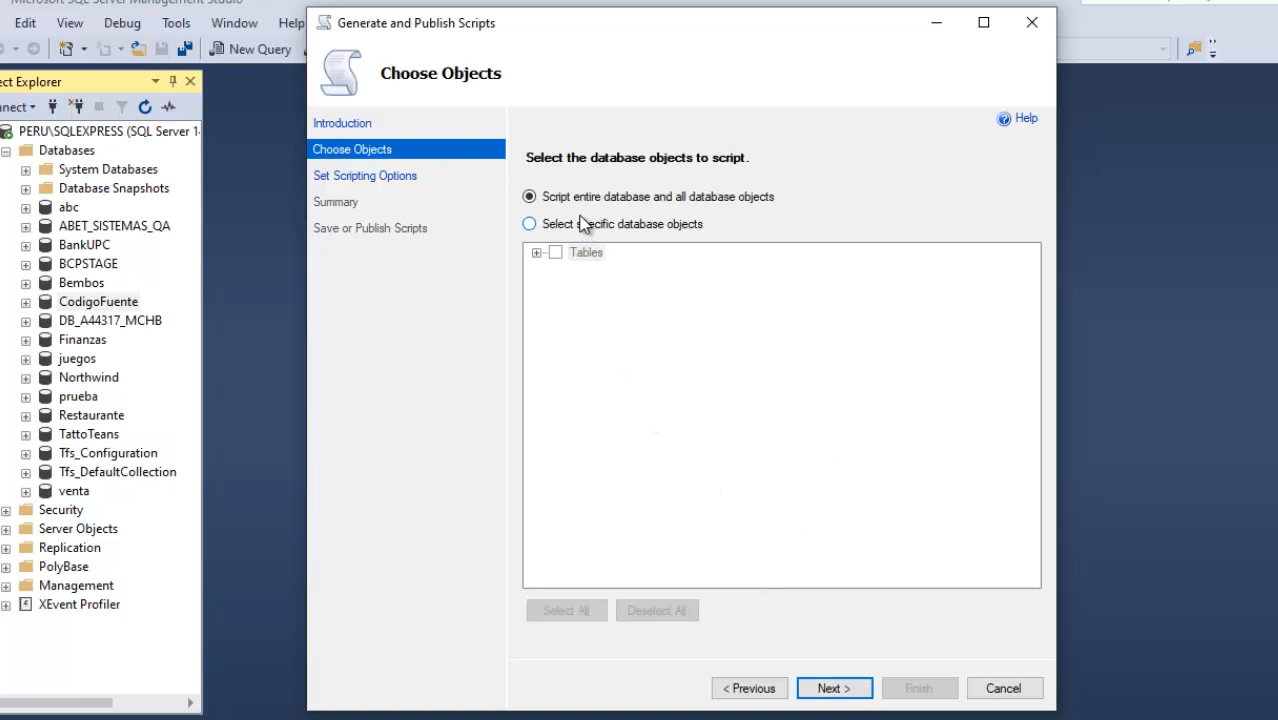 Microsoft SQL Server Management Studio
Edit View Debug Tools Window Help
New Query
ect Explorer
nnect
PERU\SQLEXPRESS (SQL Server 1
Databases
System Databases
Database Snapshots
abc
ABET_SISTEMAS_QA
BankUPC
BCPSTAGE
Bembos
CodigoFuente
DB_A44317_MCHB
Finanzas
juegos
Northwind
prueba
Restaurante
TattoTeans
Tfs_Configuration
Tfs_DefaultCollection
venta
Security
Server Objects
Replication
PolyBase
Management
XEvent Profiler
Generate and Publish Scripts
Choose Objects
Introduction
Choose Objects
Set Scripting Options
Summary
Save or Publish Scripts
Help
Select the database objects to script.
Script entire database and all database objects
Select specific database objects
Tables
Select All Deselect All
< Previous Next > Finish Cancel